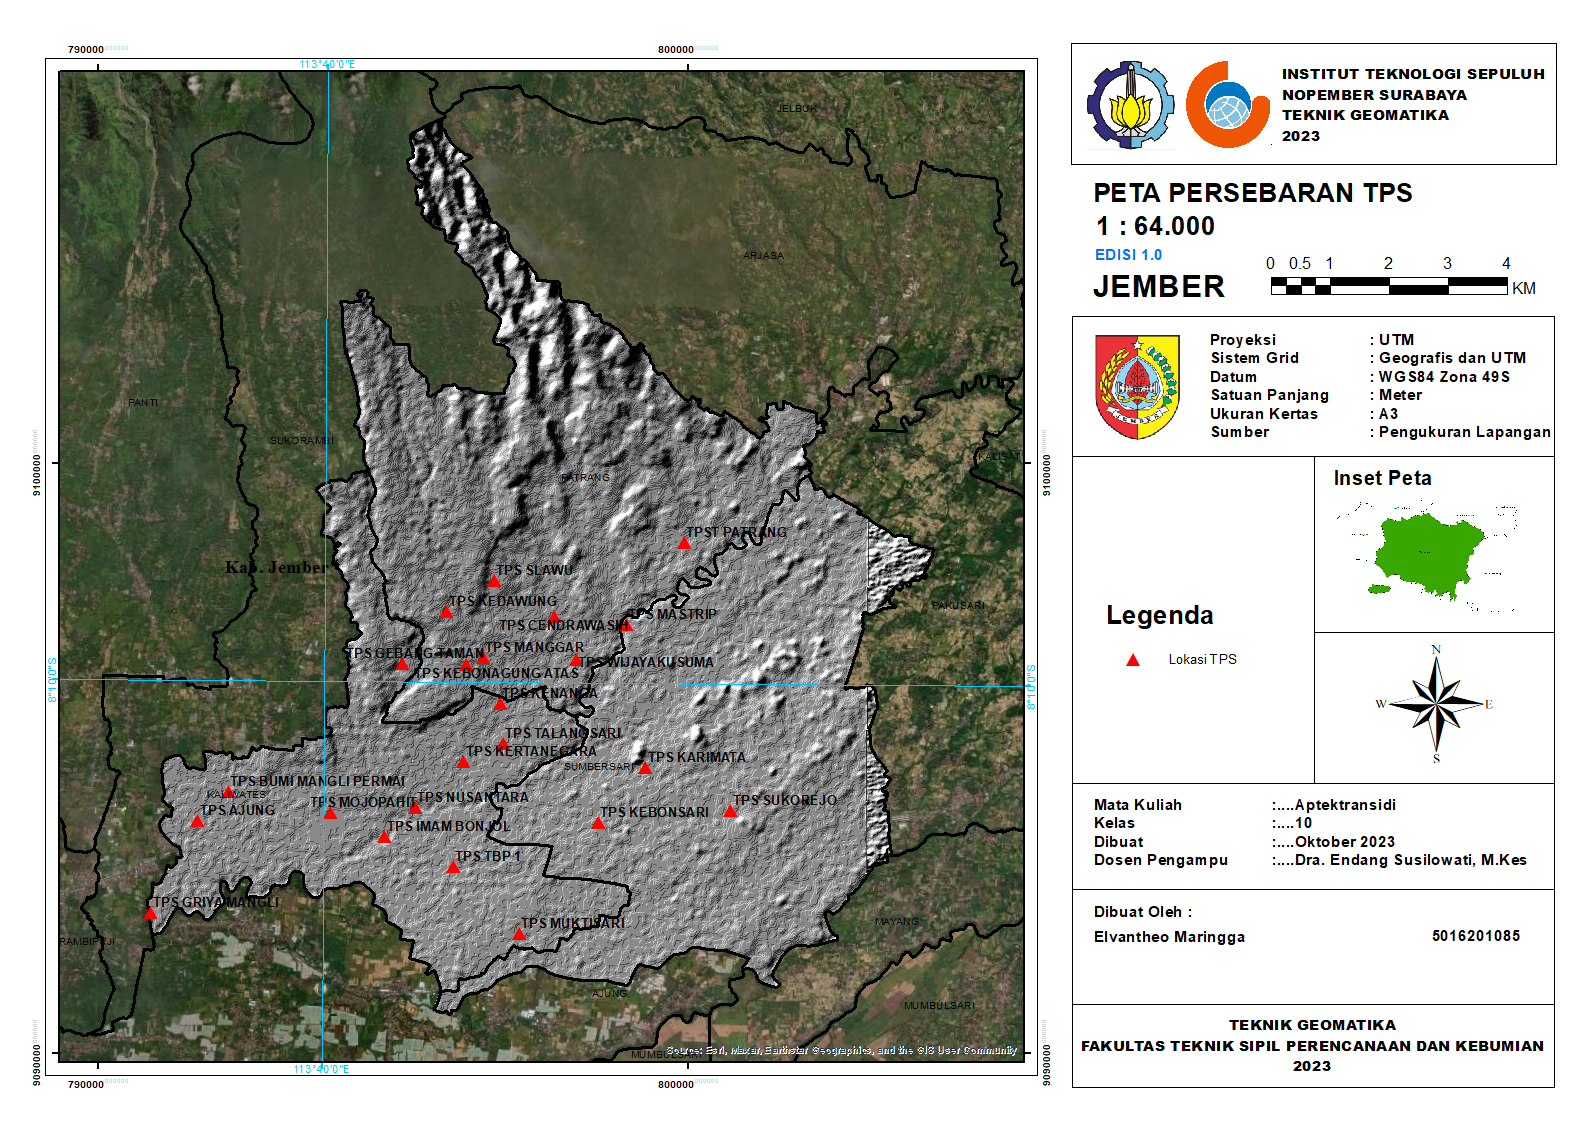 790000
800000
113°40'0"E
JELBUK
ARJASA
PANTI
SUKORAMBI
KALISAT
PATRANG
9100000
9100000
TPST PATRANG
Kab. Jember
TPS SLAWU
TPS KEDAWUNG
PAKUSARI
TPS MASTRIP
TPS CENDRAWASIH
TPS MANGGAR
TPS GEBANG TAMAN
TPS WIJAYAKUSUMA
TPS KEBONAGUNG ATAS
8°10'0"S
8°10'0"S
TPS KENANGA
TPS TALANGSARI
TPS KERTANEGARA
TPS KARIMATA
SUMBERSARI
TPS BUMI MANGLI PERMAI
KALIWATES
TPS NUSANTARA
TPS MOJOPAHIT
TPS SUKOREJO
TPS AJUNG
TPS KEBONSARI
TPS IMAM BONJOL
TPS TBP 1
TPS GRIYA MANGLI
TPS MUKTISARI
MAYANG
RAMBIPUJI
AJUNG
MUMBULSARI
MUMBULSARI
Source: Esri, Maxar, Earthstar Geographics, and the GIS User Community
9090000
9090000
113°40'0"E
790000
800000
INSTITUT TEKNOLOGI SEPULUH
NOPEMBER SURABAYA
TEKNIK GEOMATIKA
2023
PETA PERSEBARAN TPS
1 : 64.000
EDISI 1.0
JEMBER
0 0.5 1 2 3 4
KM
JEMBER
Proyeksi : UTM
Sistem Grid : Geografis dan UTM
Datum : WGS84 Zona 49S
Satuan Panjang : Meter
Ukuran Kertas : A3
Sumber : Pengukuran Lapangan
Legenda
Lokasi TPS
Inset Peta
N
W E
S
Mata Kuliah :....Aptektransidi
Kelas :....10
Dibuat :....Oktober 2023
Dosen Pengampu :....Dra. Endang Susilowati, M.Kes
Dibuat Oleh :
Elvantheo Maringga 5016201085
TEKNIK GEOMATIKA
FAKULTAS TEKNIK SIPIL PERENCANAAN DAN KEBUMIAN
2023